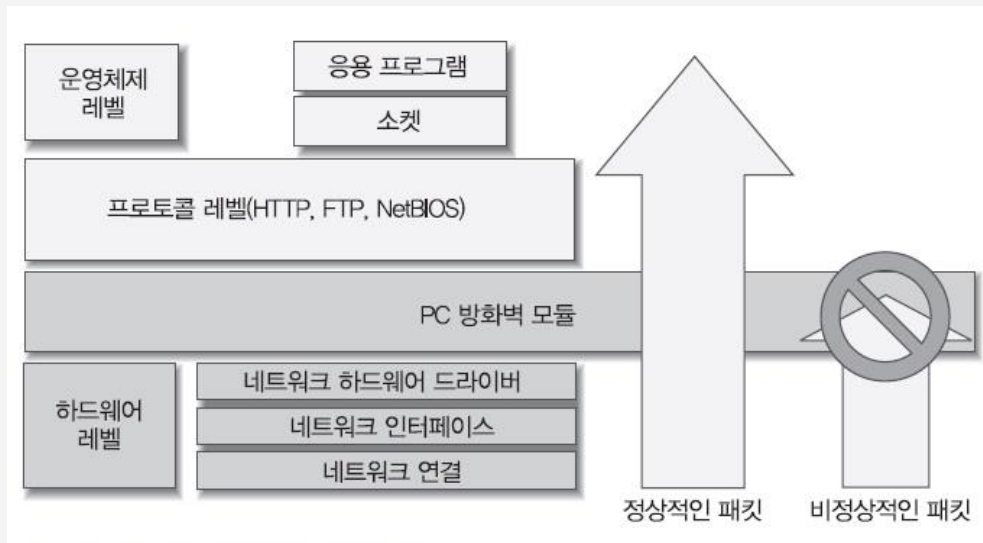 운영체제
레벨
응용 프로그램
소켓
프로토콜 레벨(HTTP, FTP, NetBIOS)
PC 방화벽 모듈
하드웨어
레벨
네트워크 하드웨어 드라이버
네트워크 인터페이스
네트워크 연결
정상적인 패킷
비정상적인 패킷